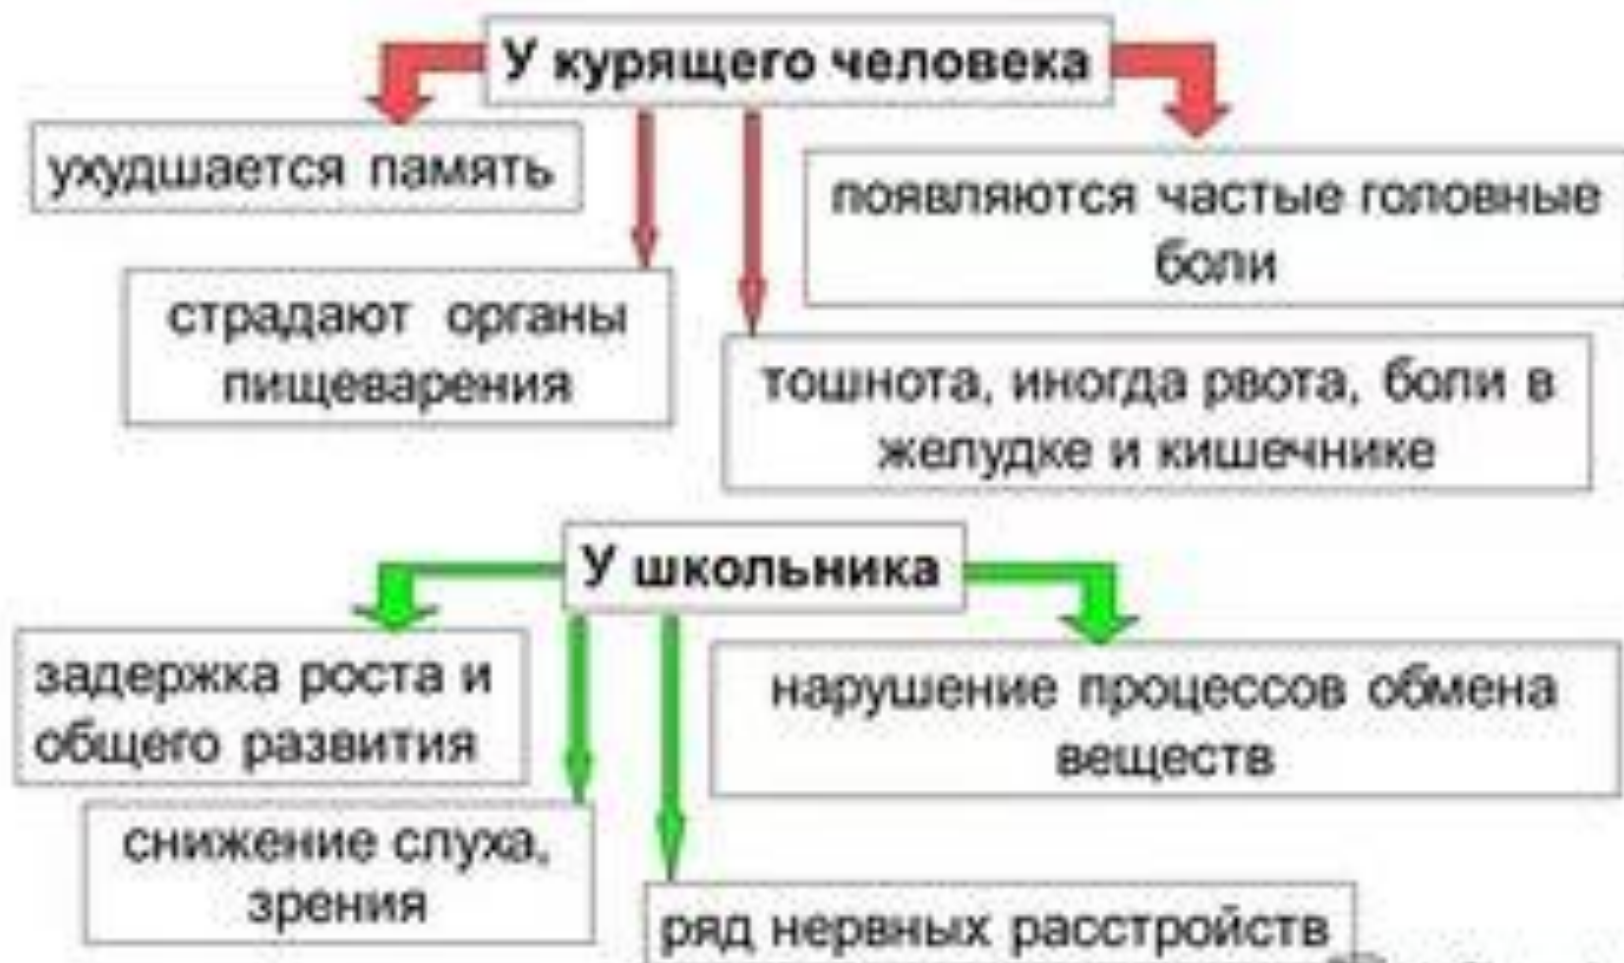 У курящего человека
ухудшается память
появляются частые головные
боли
страдают органы
пищеварения
тошнота, иногда рвота, боли в
желудке и кишечнике
У школьника
задержка роста и
общего развития
нарушение процессов обмена
веществ
снижение слуха,
зрения
ряд нервных расстройств